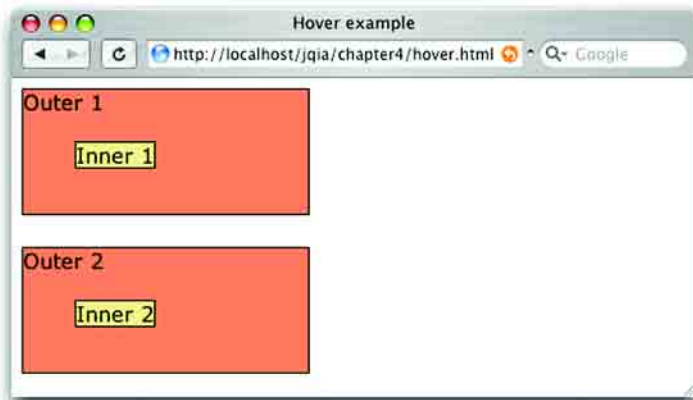 Hover example
http://localhost/jqia/chapter4/hover.html
Google
Outer 1
Inner 1
Outer 2
Inner 2